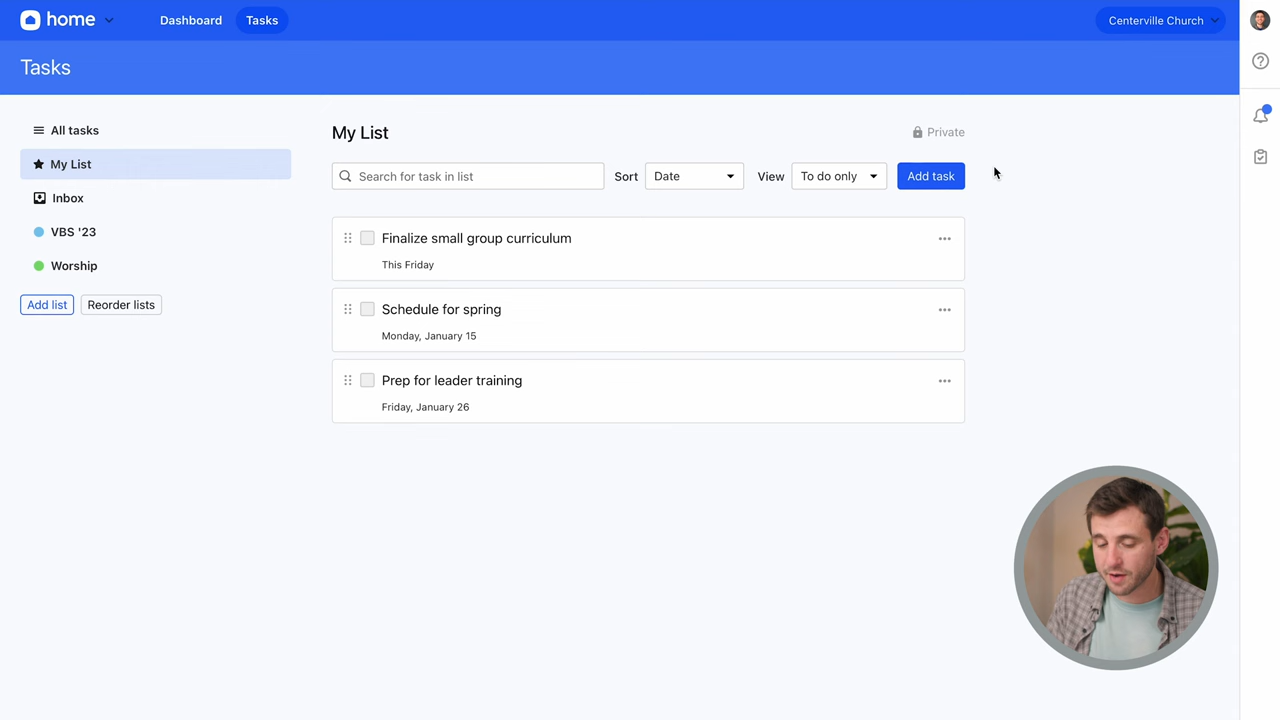 home
Dashboard
Tasks
Centerville Church
Tasks
All tasks
My List
Inbox
VBS '23
Worship
Add list
Reorder lists
My List
Private
Search for task in list
Sort
Date
View
To do only
Add task
Finalize small group curriculum
This Friday
Schedule for spring
Monday, January 15
Prep for leader training
Friday, January 26